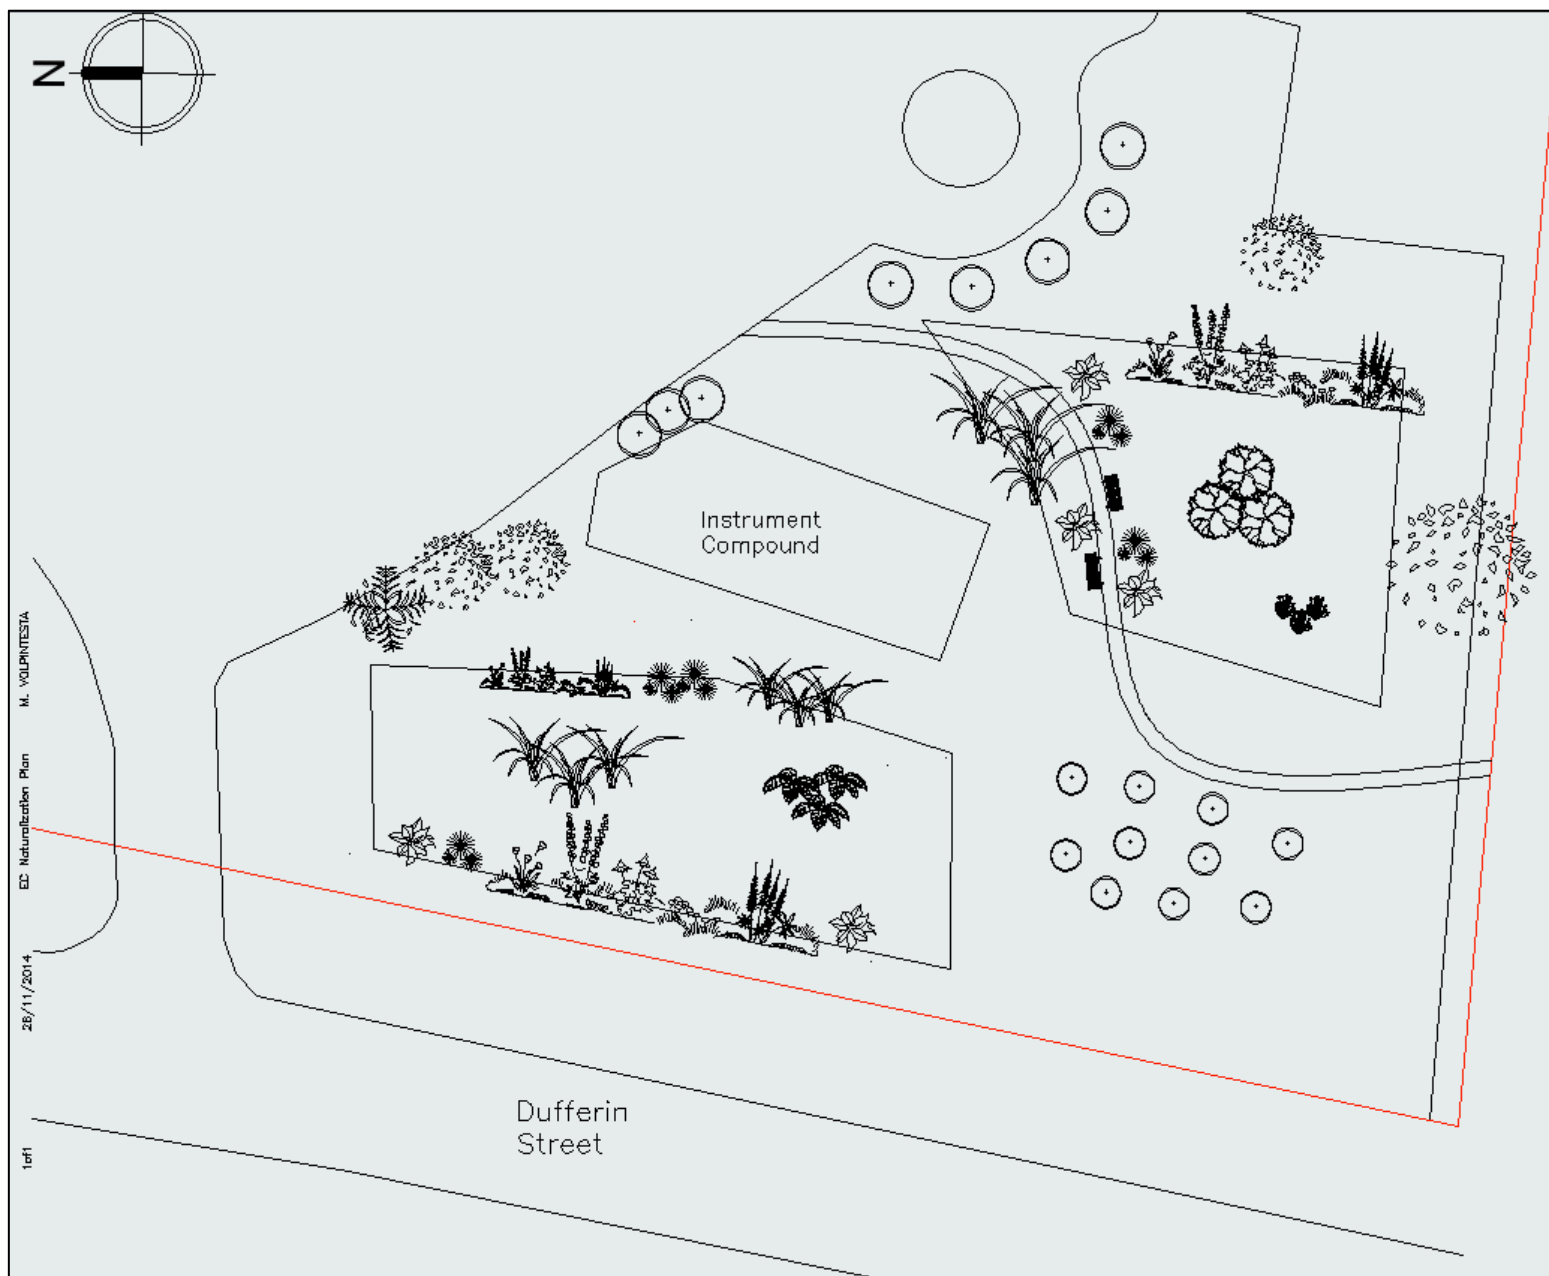 N
Instrument
Compound
Dufferin
Street
M. VOLPINTESTA
EC Naturalization Plan
28/11/2014
1of1